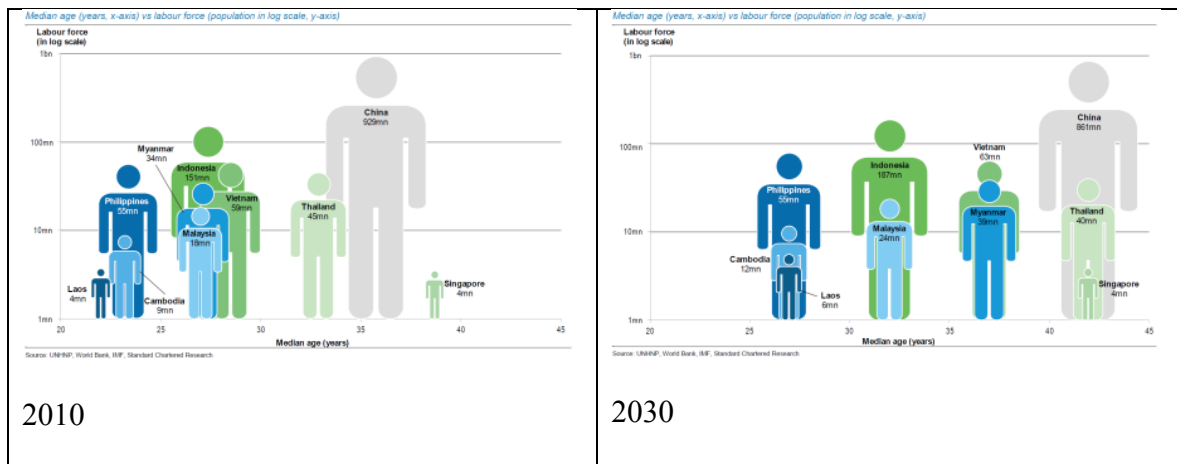 Median age (years, x-axis) vs labour force (population in log scale, y-axis)
Labour force
(in log scale)
1bn
100mn
10mn
1mn
China
929mn
Myanmar
34mn
Indonesia
151mn
Philippines
55mn
Vietnam
59mn
Malaysia
18mn
Thailand
45mn
Laos
4mn
Cambodia
9mn
Singapore
4mn
20 25 30 35 40 45
Median age (years)
Source: UNHNP, World Bank, IMF, Standard Chartered Research
2010
Median age (years, x-axis) vs labour force (population in log scale, y-axis)
Labour force
(in log scale)
1bn
100mn
10mn
1mn
China
861mn
Vietnam
63mn
Indonesia
187mn
Philippines
55mn
Myanmar
39mn
Thailand
40mn
Malaysia
24mn
Cambodia
12mn
Laos
6mn
Singapore
4mn
20 25 30 35 40 45
Median age (years)
Source: UNHNP, World Bank, IMF, Standard Chartered Research
2030